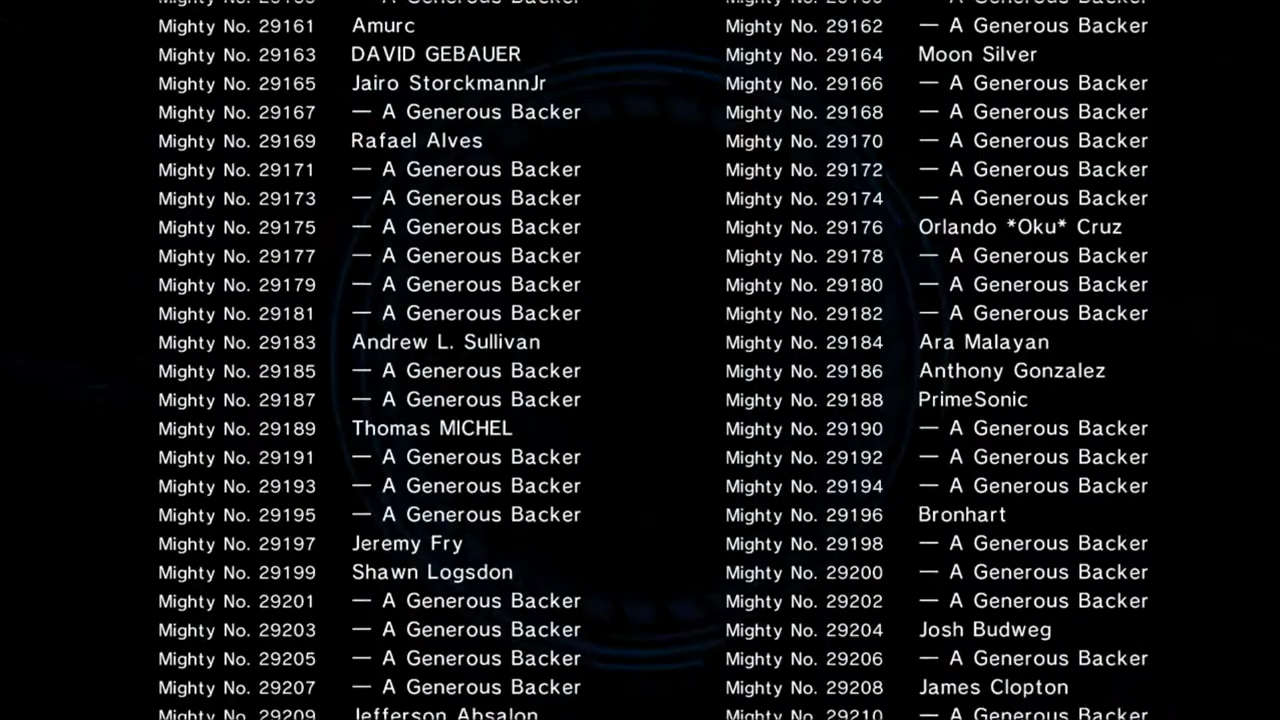 Mighty No. 29161 Amurc Mighty No. 29162 — A Generous Backer
Mighty No. 29163 DAVID GEBAUER Mighty No. 29164 Moon Silver
Mighty No. 29165 Jairo StorckmannJr Mighty No. 29166 — A Generous Backer
Mighty No. 29167 — A Generous Backer Mighty No. 29168 — A Generous Backer
Mighty No. 29169 Rafael Alves Mighty No. 29170 — A Generous Backer
Mighty No. 29171 — A Generous Backer Mighty No. 29172 — A Generous Backer
Mighty No. 29173 — A Generous Backer Mighty No. 29174 — A Generous Backer
Mighty No. 29175 — A Generous Backer Mighty No. 29176 Orlando *Oku* Cruz
Mighty No. 29177 — A Generous Backer Mighty No. 29178 — A Generous Backer
Mighty No. 29179 — A Generous Backer Mighty No. 29180 — A Generous Backer
Mighty No. 29181 — A Generous Backer Mighty No. 29182 — A Generous Backer
Mighty No. 29183 Andrew L. Sullivan Mighty No. 29184 Ara Malayan
Mighty No. 29185 — A Generous Backer Mighty No. 29186 Anthony Gonzalez
Mighty No. 29187 — A Generous Backer Mighty No. 29188 PrimeSonic
Mighty No. 29189 Thomas MICHEL Mighty No. 29190 — A Generous Backer
Mighty No. 29191 — A Generous Backer Mighty No. 29192 — A Generous Backer
Mighty No. 29193 — A Generous Backer Mighty No. 29194 — A Generous Backer
Mighty No. 29195 — A Generous Backer Mighty No. 29196 Bronhart
Mighty No. 29197 Jeremy Fry Mighty No. 29198 — A Generous Backer
Mighty No. 29199 Shawn Logsdon Mighty No. 29200 — A Generous Backer
Mighty No. 29201 — A Generous Backer Mighty No. 29202 — A Generous Backer
Mighty No. 29203 — A Generous Backer Mighty No. 29204 Josh Budweg
Mighty No. 29205 — A Generous Backer Mighty No. 29206 — A Generous Backer
Mighty No. 29207 — A Generous Backer Mighty No. 29208 James Clopton
Mighty No. 29209 Jefferson Absalon Mighty No. 29210 — A Generous Backer